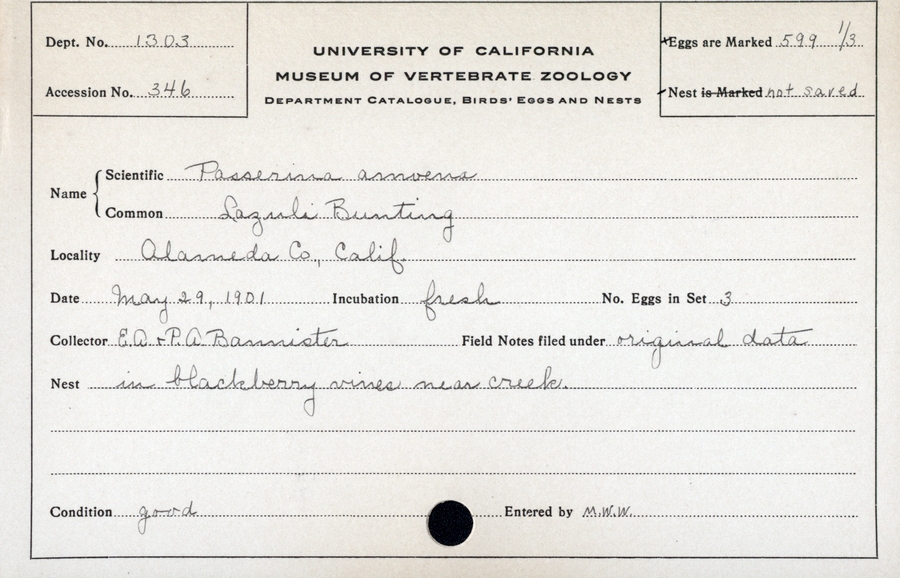 Dept. No. 1303
Accession No. 346
UNIVERSITY OF CALIFORNIA
MUSEUM OF VERTEBRATE ZOOLOGY
DEPARTMENT CATALOGUE, BIRDS' EGGS AND NESTS
Eggs are Marked 599 1/3
Nest is Marked not saved
Name
Scientific Passerina amoena
Common Lazuli Bunting
Locality Alameda Co., Calif.
Date May 29, 1901 Incubation fresh No. Eggs in Set 3
Collector E.A. & P.A Bannister Field Notes filed under original data
Nest in blackberry vines near creek.
Condition good Entered by M.W.W.